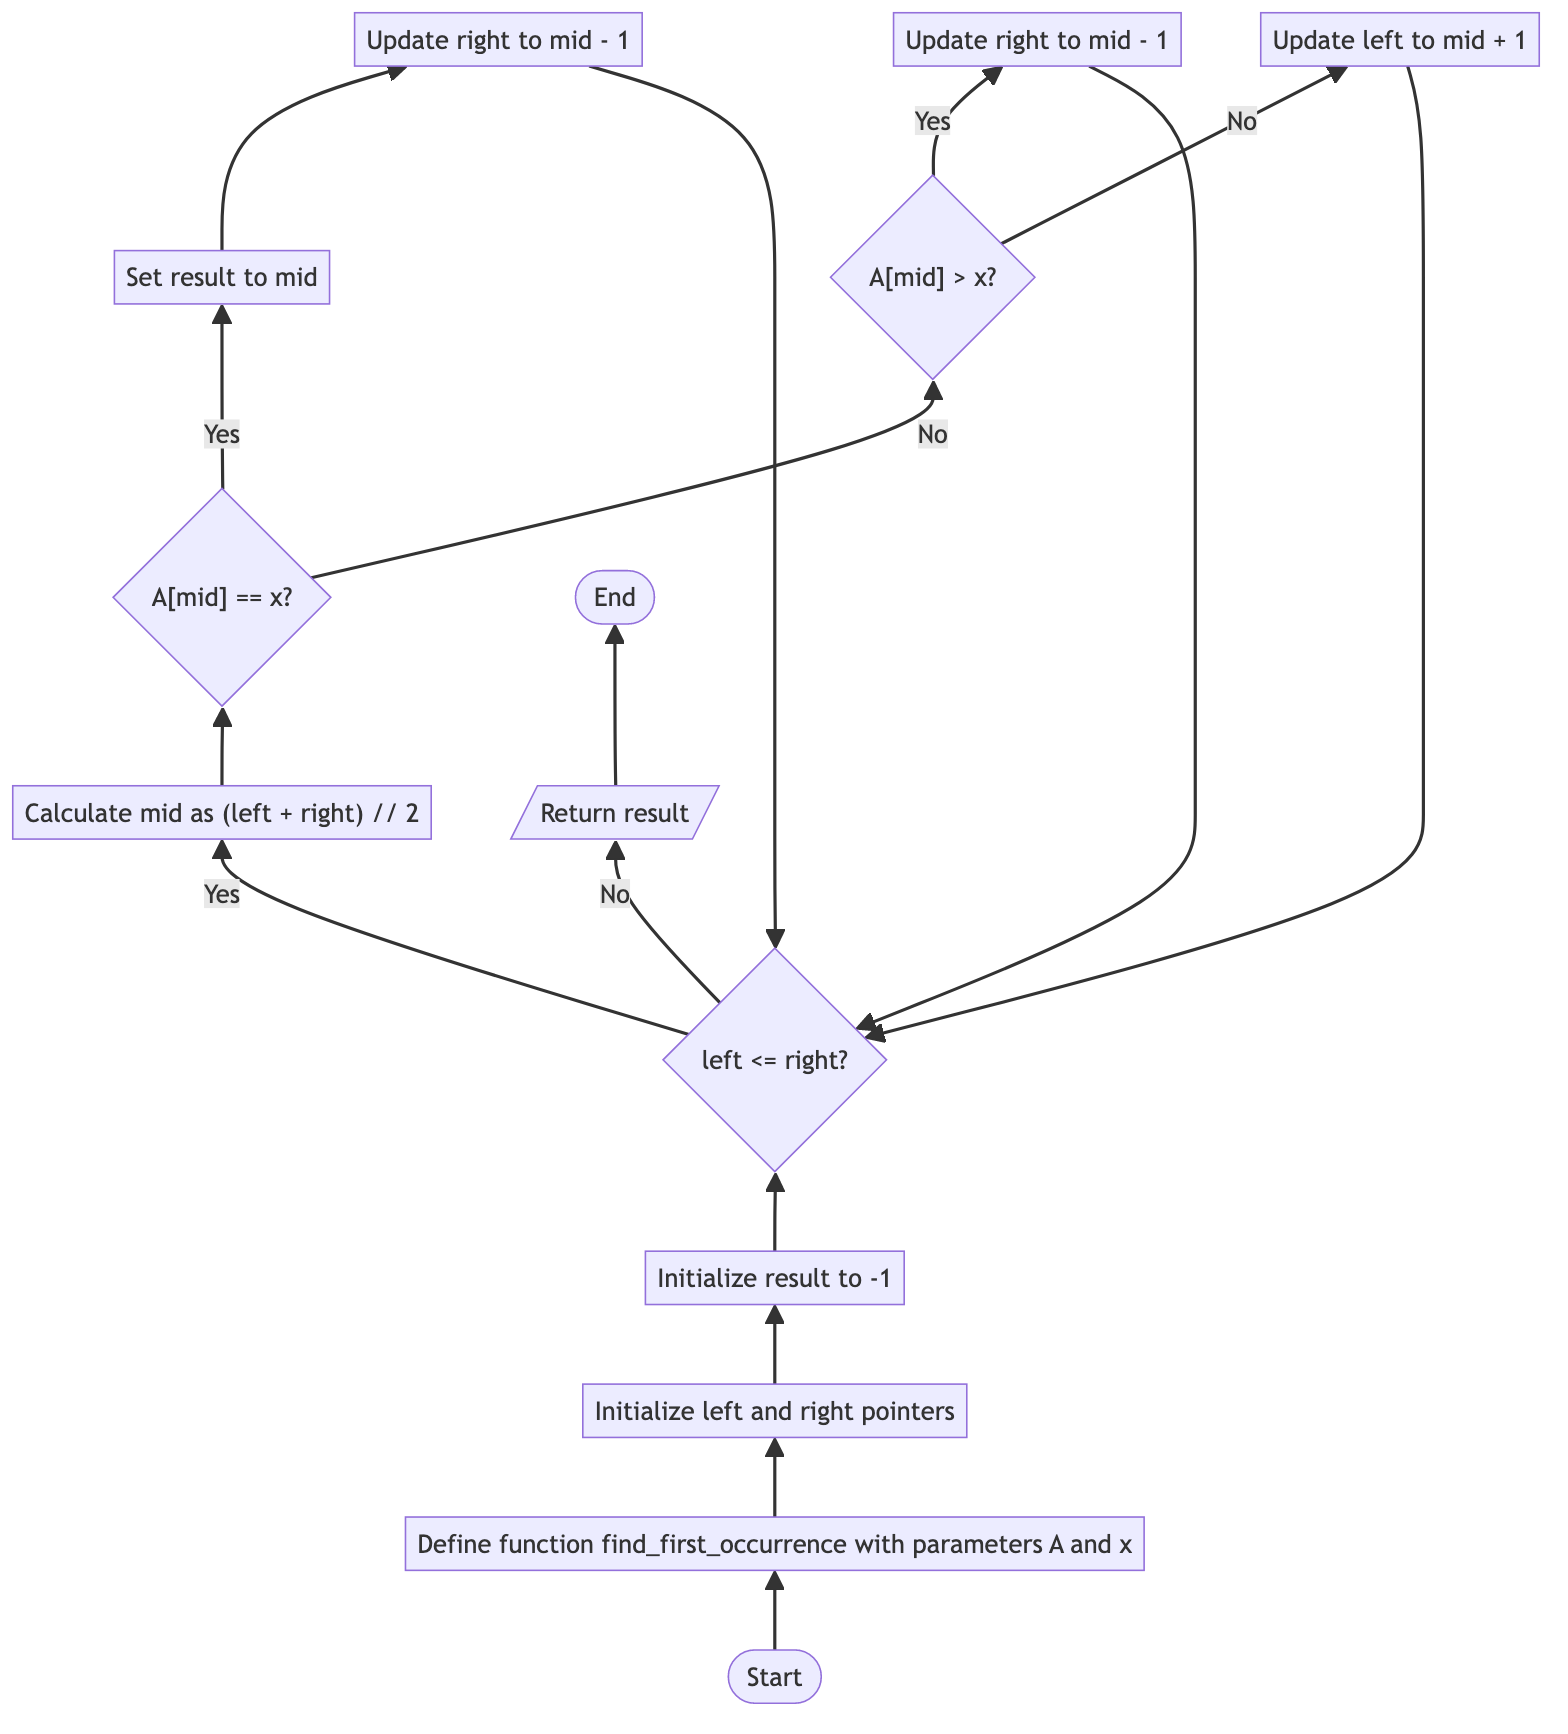 Update right to mid - 1
Update right to mid - 1
Update left to mid + 1
Yes
No
Set result to mid
A[mid] > x?
Yes
No
A[mid] == x?
End
Calculate mid as (left + right) // 2
Return result
Yes
No
left <= right?
Initialize result to -1
Initialize left and right pointers
Define function find_first_occurrence with parameters A and x
Start